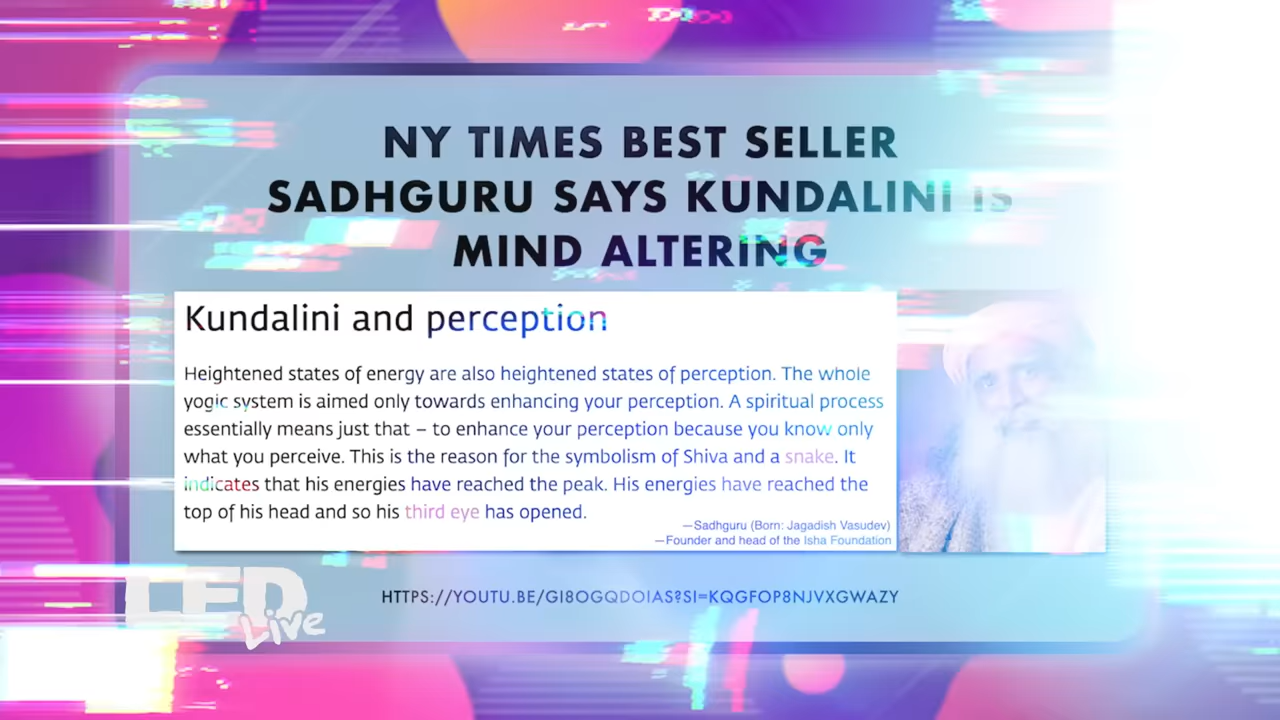 NY TIMES BEST SELLER
SADHGURU SAYS KUNDALINI IS
MIND ALTERING
Kundalini and perception
Heightened states of energy are also heightened states of perception. The whole
yogic system is aimed only towards enhancing your perception. A spiritual process
essentially means just that – to enhance your perception because you know only
what you perceive. This is the reason for the symbolism of Shiva and a snake. It
indicates that his energies have reached the peak. His energies have reached the
top of his head and so his third eye has opened.
—Sadhguru (Born: Jagadish Vasudev)
—Founder and head of the Isha Foundation
HTTPS://YOUTU.BE/GI8OGQDOIAS?SI=KQGFOP8NJVXGWAZY
LED
Live